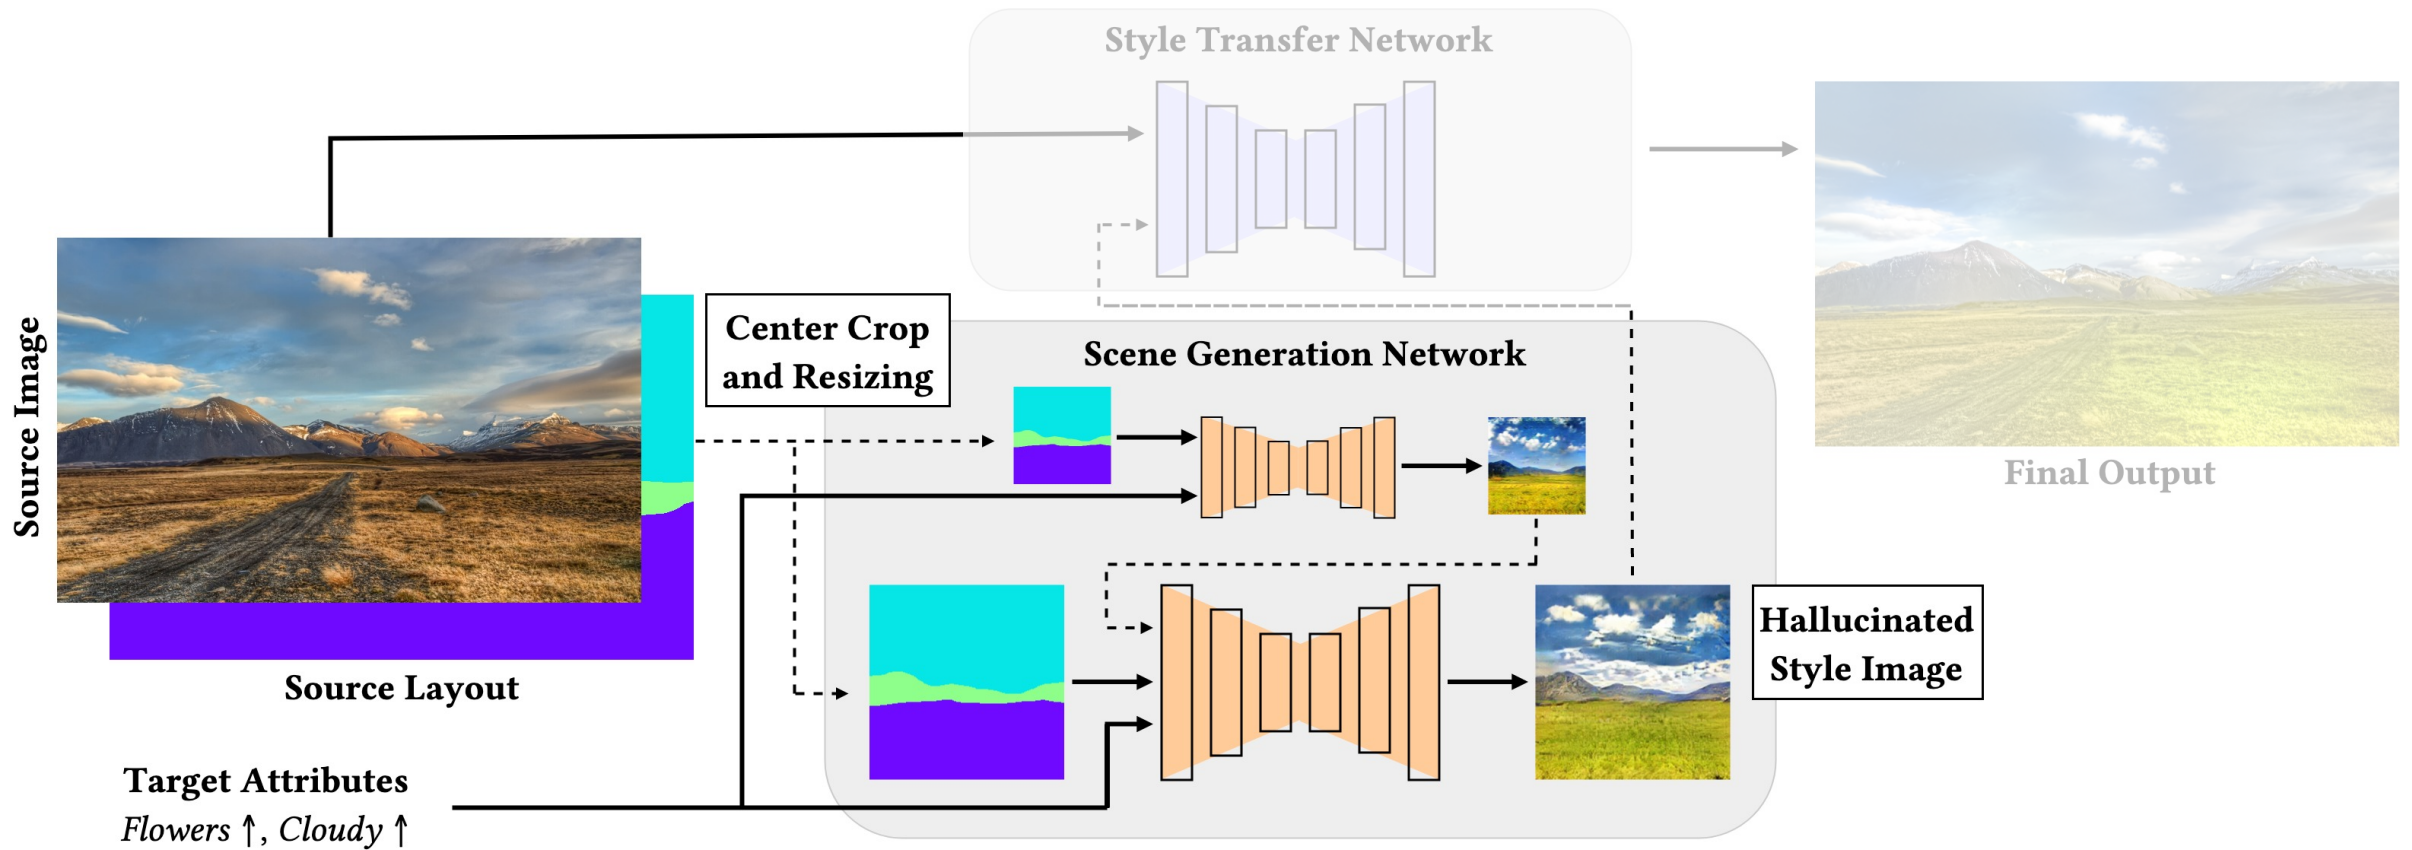 Style Transfer Network
Source Image
Center Crop
and Resizing
Scene Generation Network
Final Output
Hallucinated
Style Image
Source Layout
Target Attributes
Flowers ↑, Cloudy ↑